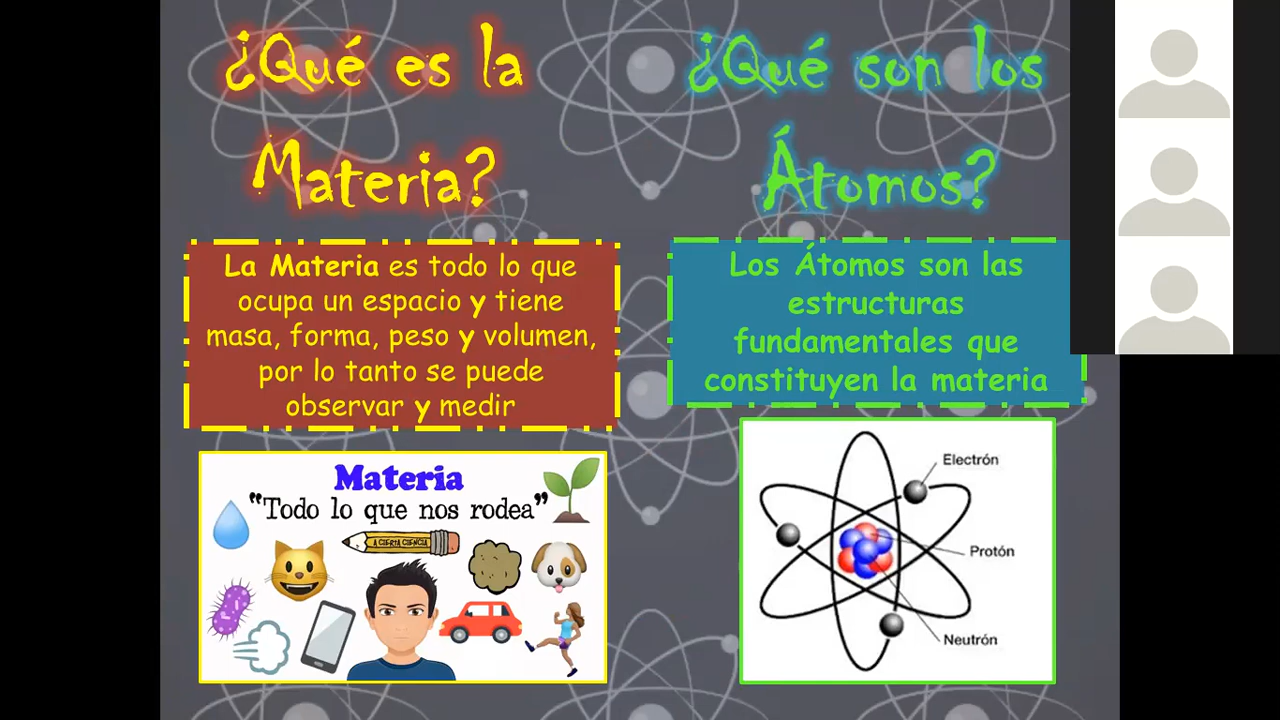 ¿Qué es la
Materia?
La Materia es todo lo que
ocupa un espacio y tiene
masa, forma, peso y volumen,
por lo tanto se puede
observar y medir
Materia
"Todo lo que nos rodea"
A CIERTA CIENCIA
¿Qué son los
Átomos?
Los Átomos son las
estructuras
fundamentales que
constituyen la materia
Electrón
Protón
Neutrón